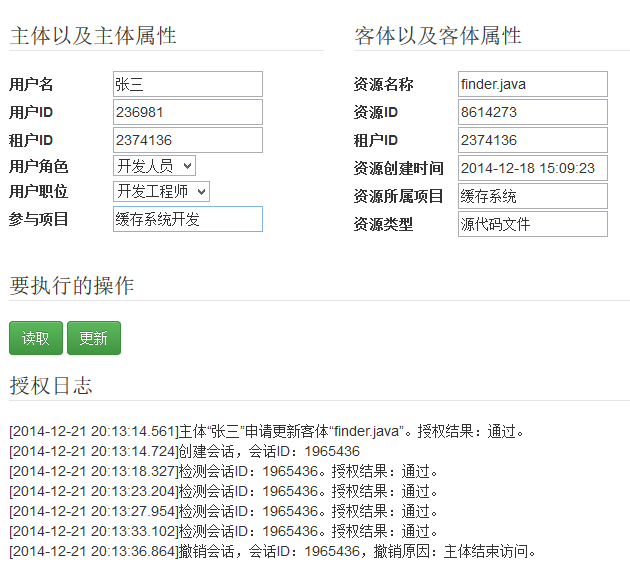 主体以及主体属性
用户名 张三
用户ID 236981
租户ID 2374136
用户角色 开发人员
用户职位 开发工程师
参与项目 缓存系统开发
客体以及客体属性
资源名称 finder.java
资源ID 8614273
租户ID 2374136
资源创建时间 2014-12-18 15:09:23
资源所属项目 缓存系统
资源类型 源代码文件
要执行的操作
读取 更新
授权日志
[2014-12-21 20:13:14.561]主体“张三”申请更新客体“finder.java”。授权结果：通过。
[2014-12-21 20:13:14.724]创建会话，会话ID：1965436
[2014-12-21 20:13:18.327]检测会话ID：1965436。授权结果：通过。
[2014-12-21 20:13:23.204]检测会话ID：1965436。授权结果：通过。
[2014-12-21 20:13:27.954]检测会话ID：1965436。授权结果：通过。
[2014-12-21 20:13:33.102]检测会话ID：1965436。授权结果：通过。
[2014-12-21 20:13:36.864]撤销会话，会话ID：1965436，撤销原因：主体结束访问。